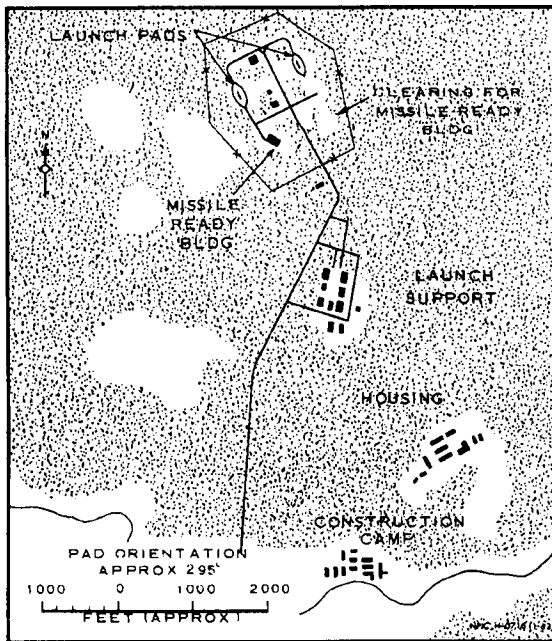 LAUNCH PADS
CLEARING FOR
MISSILE READY
BLDG
N
MISSILE
READY
BLDG
LAUNCH
SUPPORT
HOUSING
CONSTRUCTION
CAMP
PAD ORIENTATION
APPROX 295°
1000 0 1000 2000
FEET (APPROX)